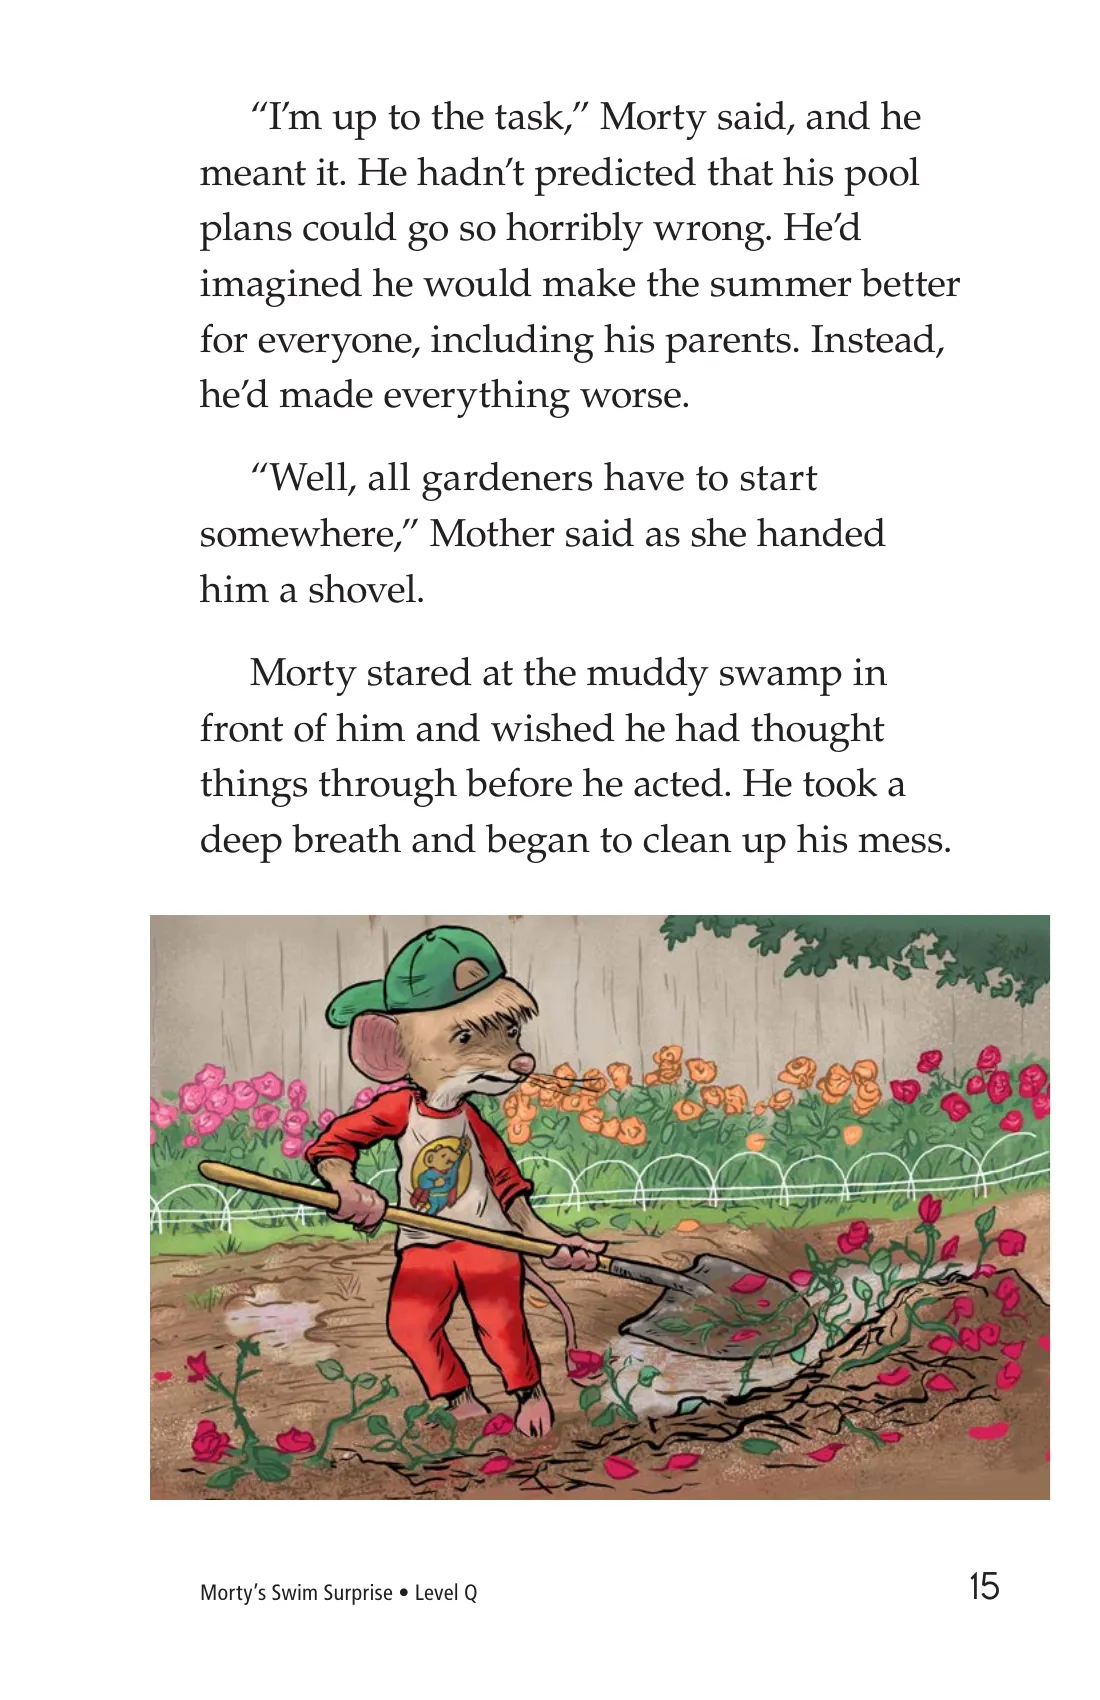 “I’m up to the task,” Morty said, and he
meant it. He hadn’t predicted that his pool
plans could go so horribly wrong. He’d
imagined he would make the summer better
for everyone, including his parents. Instead,
he’d made everything worse.
“Well, all gardeners have to start
somewhere,” Mother said as she handed
him a shovel.
Morty stared at the muddy swamp in
front of him and wished he had thought
things through before he acted. He took a
deep breath and began to clean up his mess.
Morty’s Swim Surprise • Level Q
15